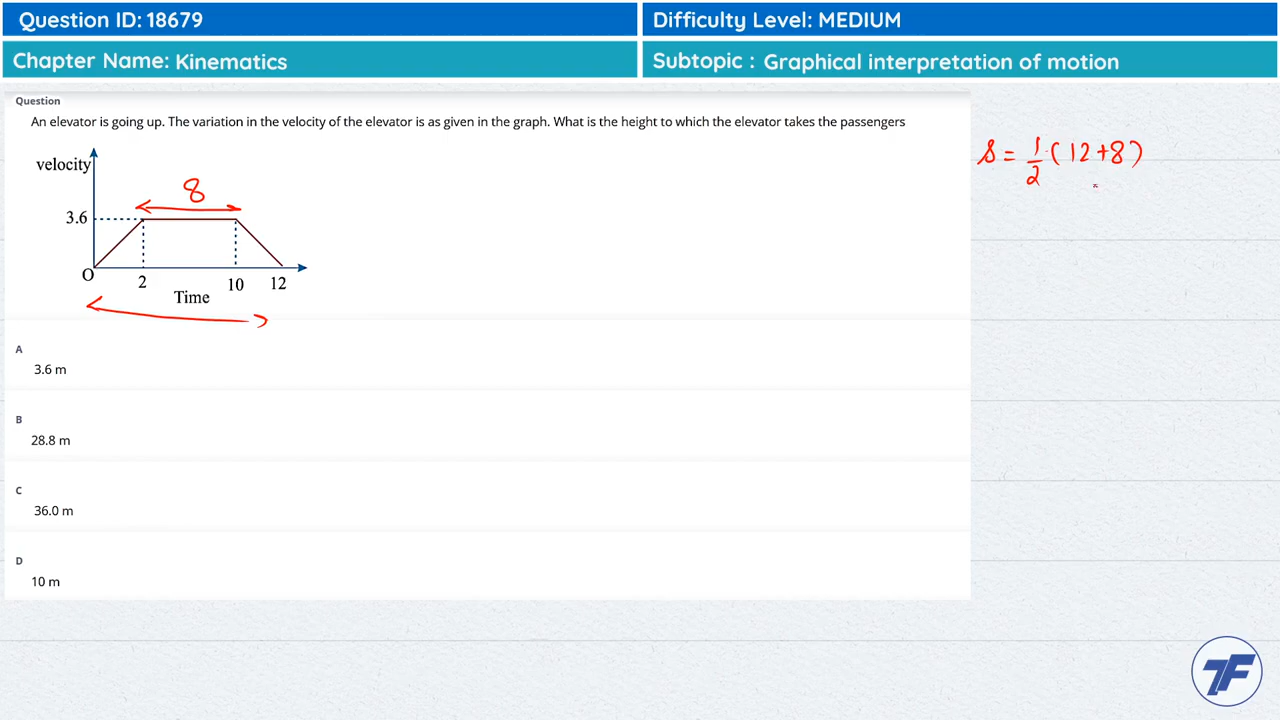 Question ID: 18679
Difficulty Level: MEDIUM
Chapter Name: Kinematics
Subtopic : Graphical interpretation of motion
Question
An elevator is going up. The variation in the velocity of the elevator is as given in the graph. What is the height to which the elevator takes the passengers
S = 1/2 (12+8)
velocity
8
3.6
O
2
10
12
Time
A
3.6 m
B
28.8 m
C
36.0 m
D
10 m
TF